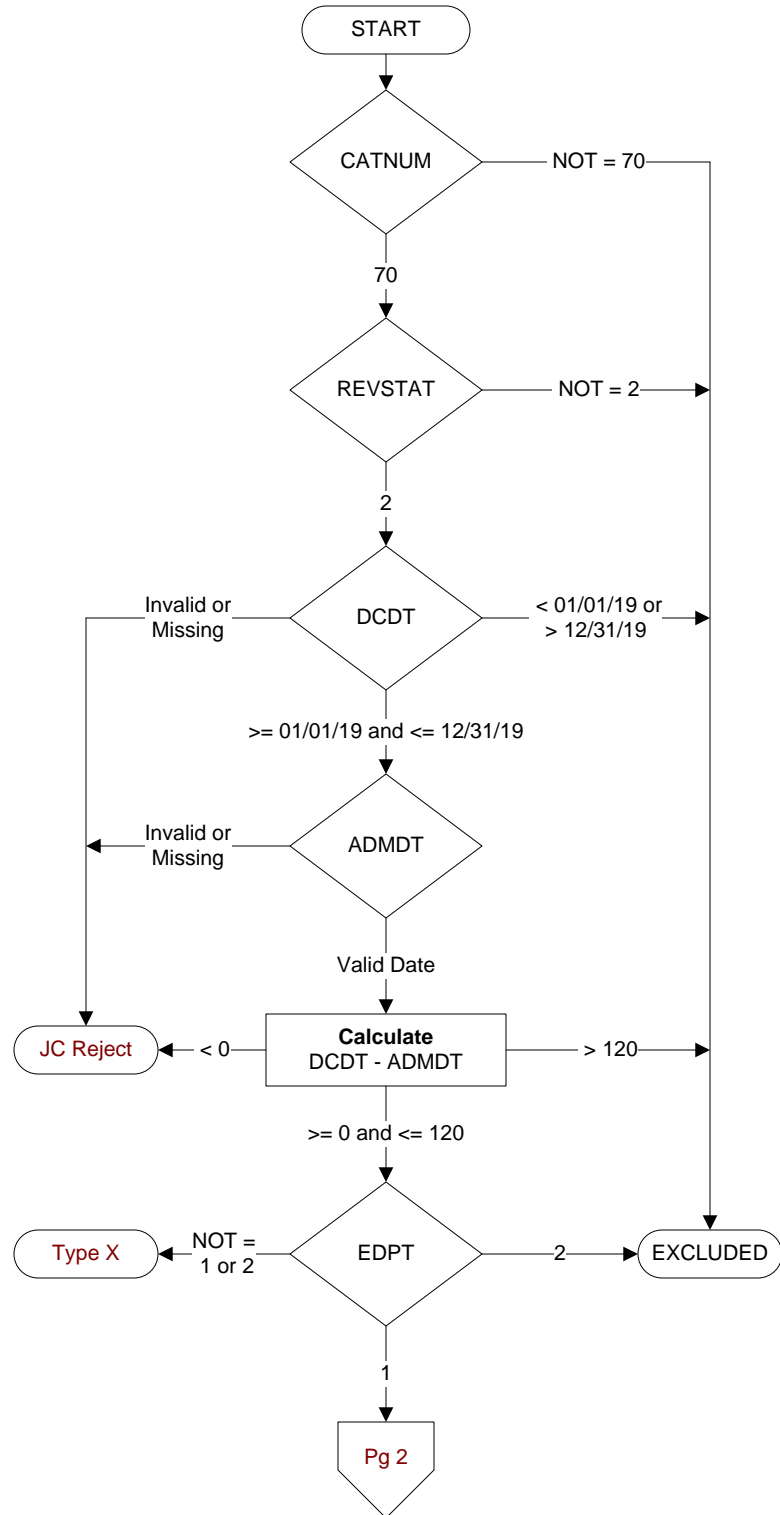 START
CATNUM
NOT = 70
70
REVSTAT
NOT = 2
2
Invalid or
Missing
DCDT
< 01/01/19 or
> 12/31/19
>= 01/01/19 and <= 12/31/19
Invalid or
Missing
ADMDT
Valid Date
JC Reject
< 0
Calculate
DCDT - ADMDT
> 120
>= 0 and <= 120
Type X
NOT =
1 or 2
EDPT
2
EXCLUDED
1
Pg 2